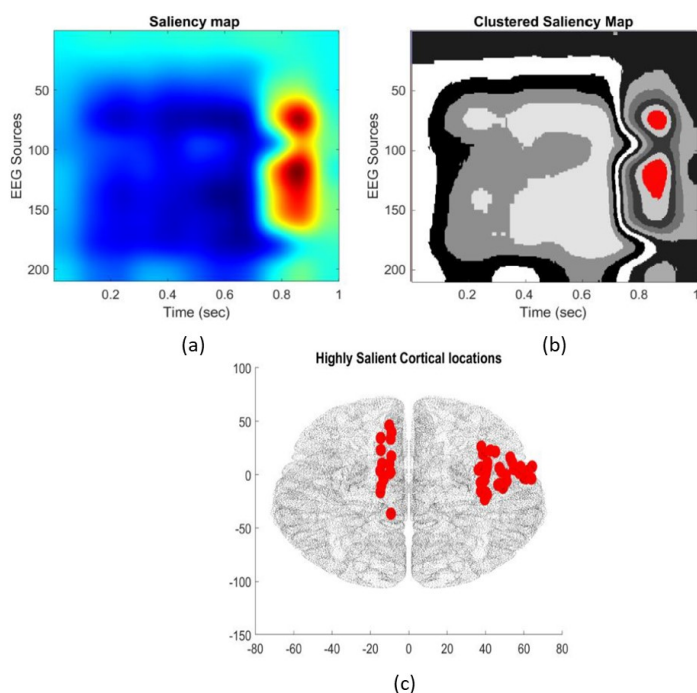 Saliency map
50
100
150
200
EEG Sources
0.2 0.4 0.6 0.8 1
Time (sec)
(a)
Clustered Saliency Map
50
100
150
200
EEG Sources
0.2 0.4 0.6 0.8 1
Time (sec)
(b)
Highly Salient Cortical locations
100
50
0
-50
-100
-150
-80 -60 -40 -20 0 20 40 60 80
(c)